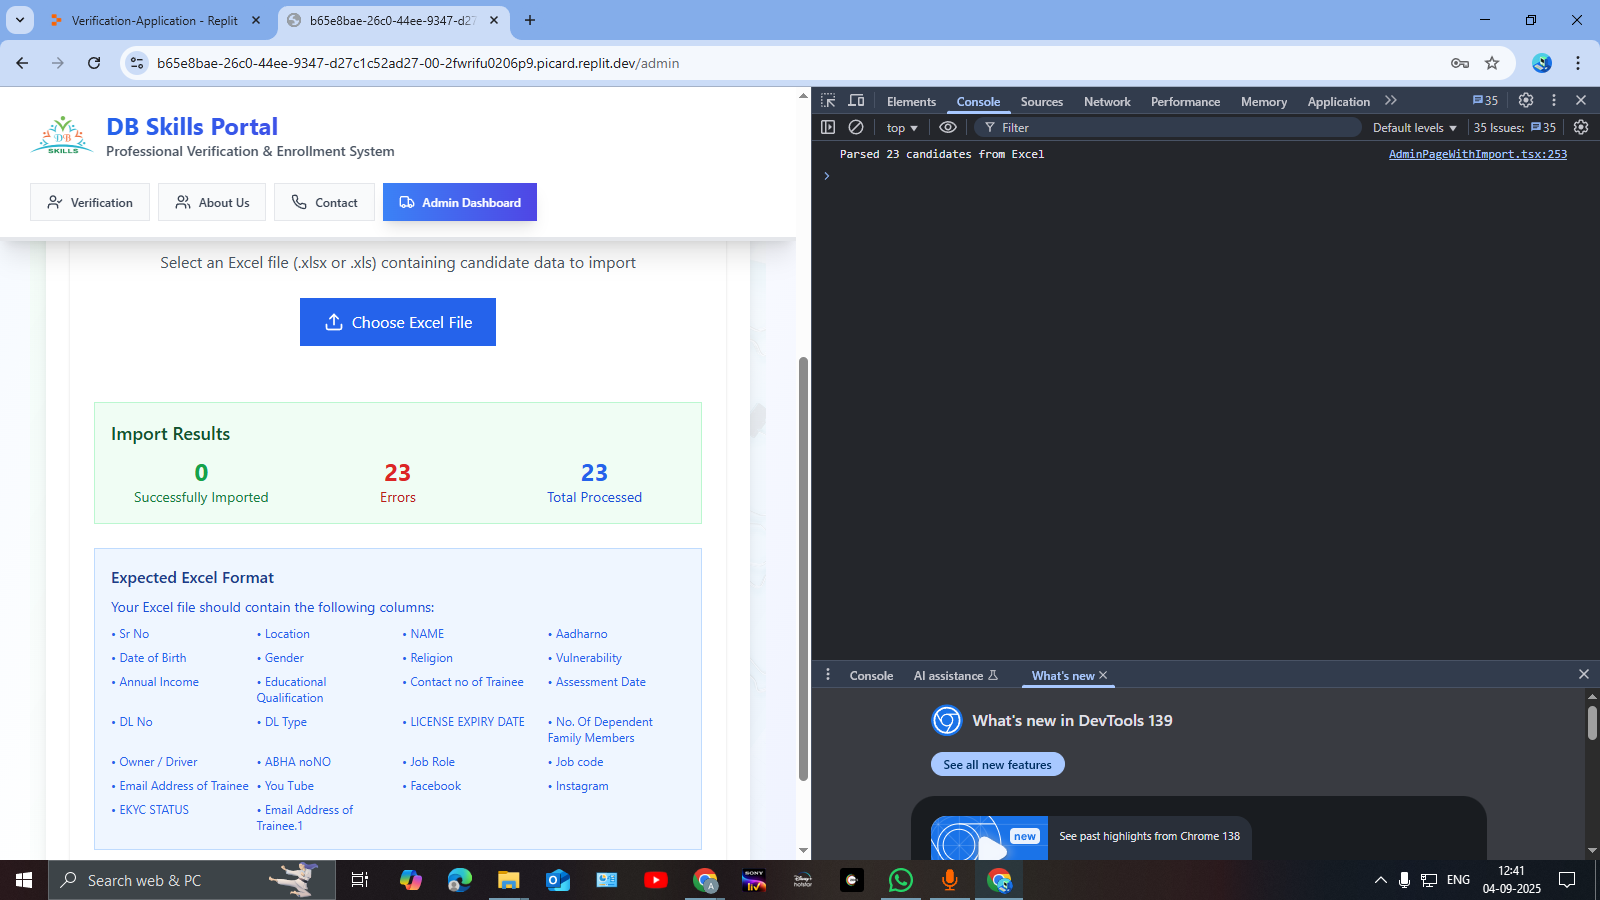 Verification-Application - Replit
b65e8bae-26c0-44ee-9347-d27
b65e8bae-26c0-44ee-9347-d27c1c52ad27-00-2fwrifu0206p9.picard.replit.dev/admin
DB Skills Portal
Professional Verification & Enrollment System
DB
SKILLS
Verification
About Us
Contact
Admin Dashboard
Select an Excel file (.xlsx or .xls) containing candidate data to import
Choose Excel File
Import Results
0 23 23
Successfully Imported Errors Total Processed
Expected Excel Format
Your Excel file should contain the following columns:
• Sr No • Location • NAME • Aadharno
• Date of Birth • Gender • Religion • Vulnerability
• Annual Income • Educational Qualification • Contact no of Trainee • Assessment Date
• DL No • DL Type • LICENSE EXPIRY DATE • No. Of Dependent Family Members
• Owner / Driver • ABHA noNO • Job Role • Job code
• Email Address of Trainee • You Tube • Facebook • Instagram
• EKYC STATUS • Email Address of Trainee.1
Elements Console Sources Network Performance Memory Application 35
top Filter Default levels 35 Issues: 35
Parsed 23 candidates from Excel AdminPageWithImport.tsx:253
Console AI assistance What's new
What's new in DevTools 139
See all new features
new
See past highlights from Chrome 138
Search web & PC
SONY
liv
hotstar
A
ENG
12:41
04-09-2025